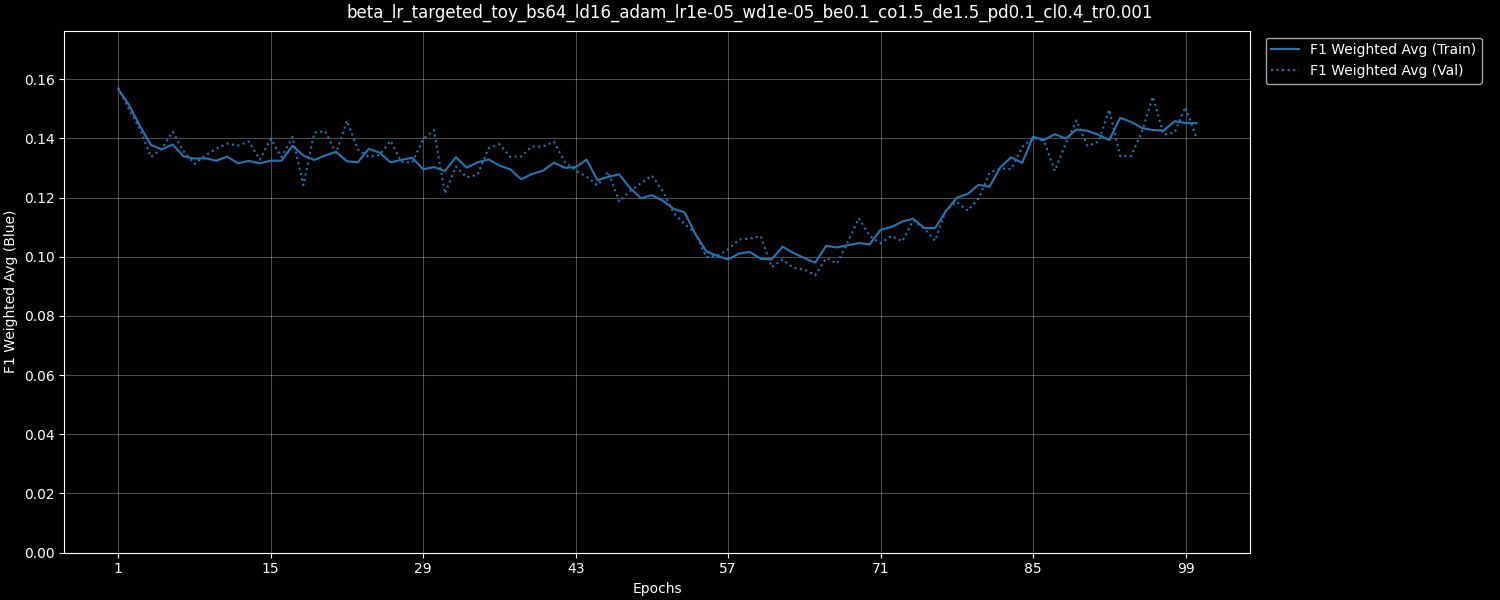 beta_lr_targeted_toy_bs64_ld16_adam_lr1e-05_wd1e-05_be0.1_co1.5_de1.5_pd0.1_cl0.4_tr0.001
F1 Weighted Avg (Train)
F1 Weighted Avg (Val)
F1 Weighted Avg (Blue)
0.16
0.14
0.12
0.10
0.08
0.06
0.04
0.02
0.00
1 15 29 43 57 71 85 99
Epochs